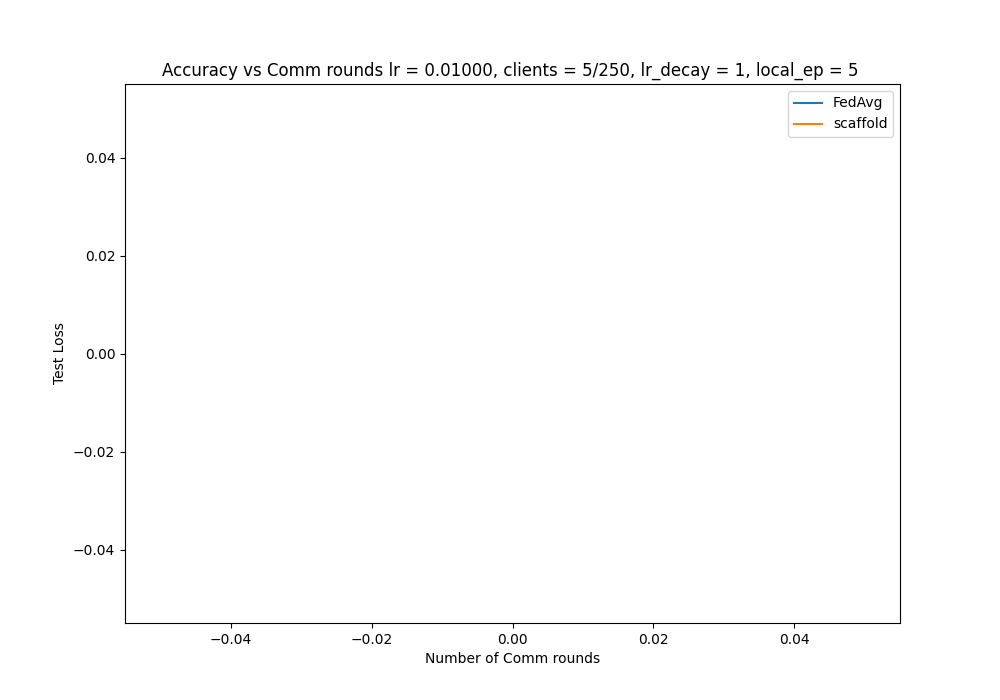 Accuracy vs Comm rounds lr = 0.01000, clients = 5/250, lr_decay = 1, local_ep = 5
FedAvg
scaffold
0.04
0.02
0.00
−0.02
−0.04
Test Loss
−0.04
−0.02
0.00
0.02
0.04
Number of Comm rounds